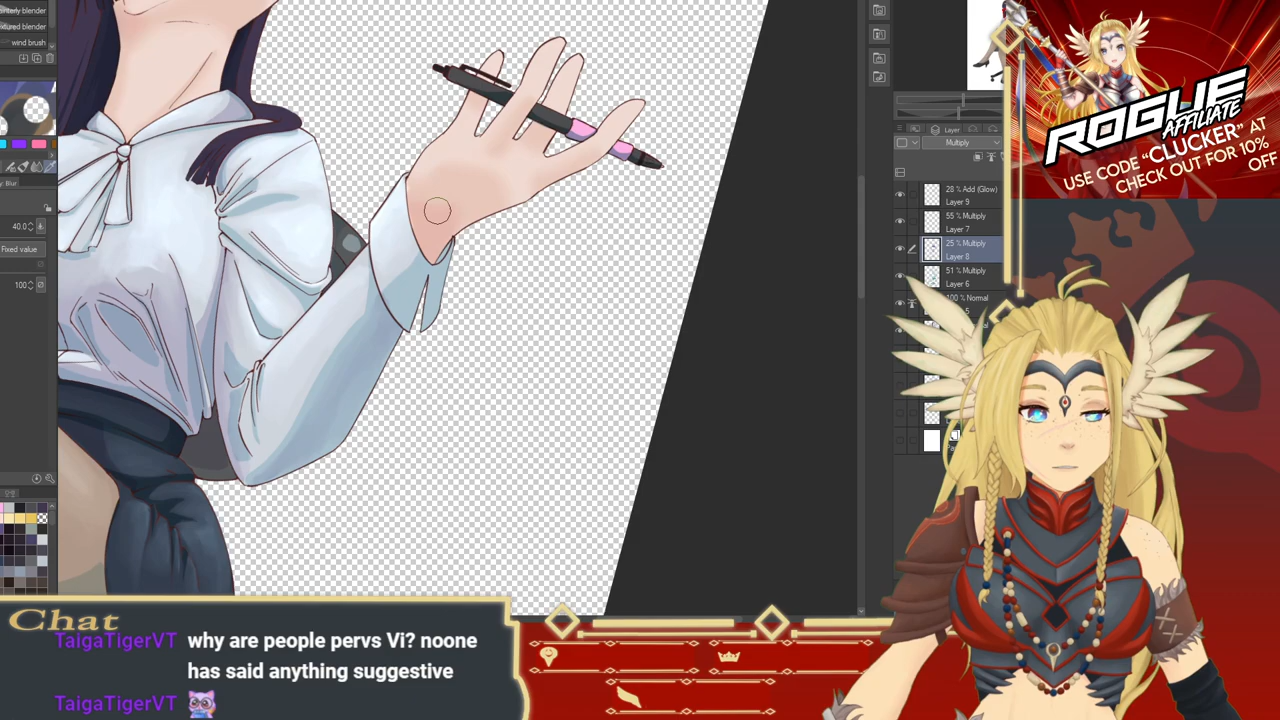 wind brush
40.0
Fixed value
100
Layer
Multiply
28 % Add (Glow)
Layer 9
55 % Multiply
Layer 7
25 % Multiply
Layer 8
51 % Multiply
Layer 6
100 % Normal
ROGUE
AFFILIATE
USE CODE "CLUCKER" AT
CHECK OUT FOR 10%
OFF
Chat
TaigaTigerVT why are people pervs Vi? noone
has said anything suggestive
TaigaTigerVT